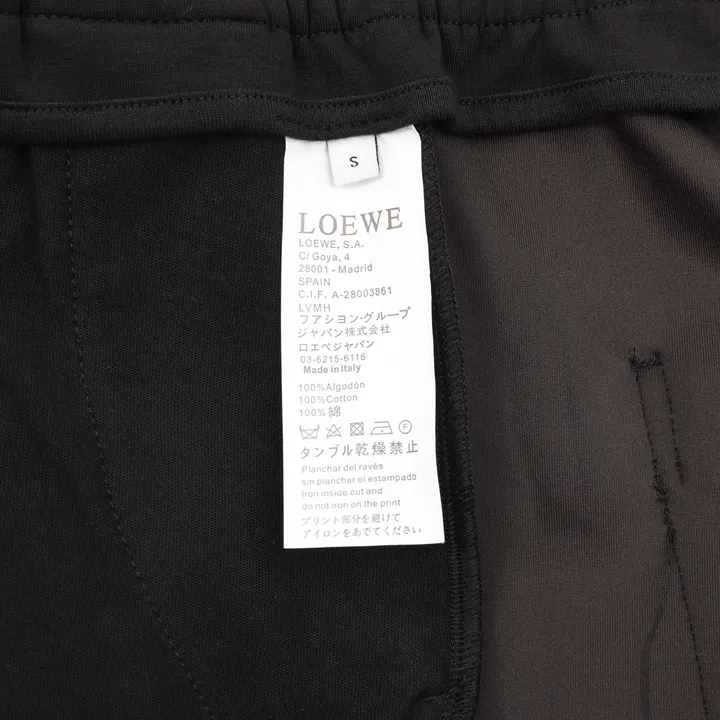 S
LOEWE
LOEWE, S.A.
C/ Goya, 4
28001 - Madrid
SPAIN
C.I.F. A-28003861
LVMH
ファション・グループ
ジャパン株式会社
ロエベジャパン
03-6215-6116
Made in Italy
100%Algodón
100%Cotton
100%綿
F
タンブル乾燥禁止
Planchar del rovés
sin planchar el estampado
Iron inside out and
do not iron on the print
プリント部分を避けて
アイロンをあでてください